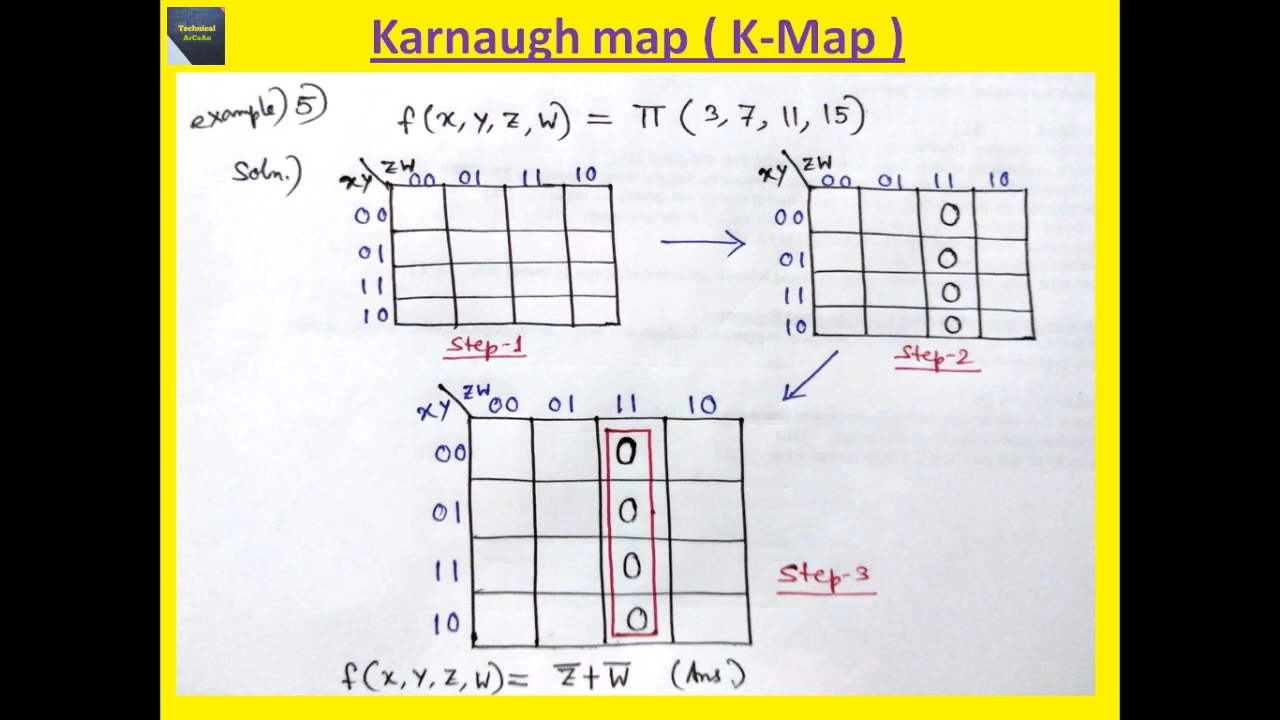 Technical
ArCoAn
Karnaugh map ( K-Map )
example) 5)
f(x, y, z, w) = π (3, 7, 11, 15)
Soln.)
xy zw 00 01 11 10
00
01
11
10
Step-1
xy zw 00 01 11 10
00 0
01 0
11 0
10 0
Step-2
xy zw 00 01 11 10
00 0
01 0
11 0
10 0
Step-3
f(x, y, z, w) = z̅ + w̅ (Ans.)